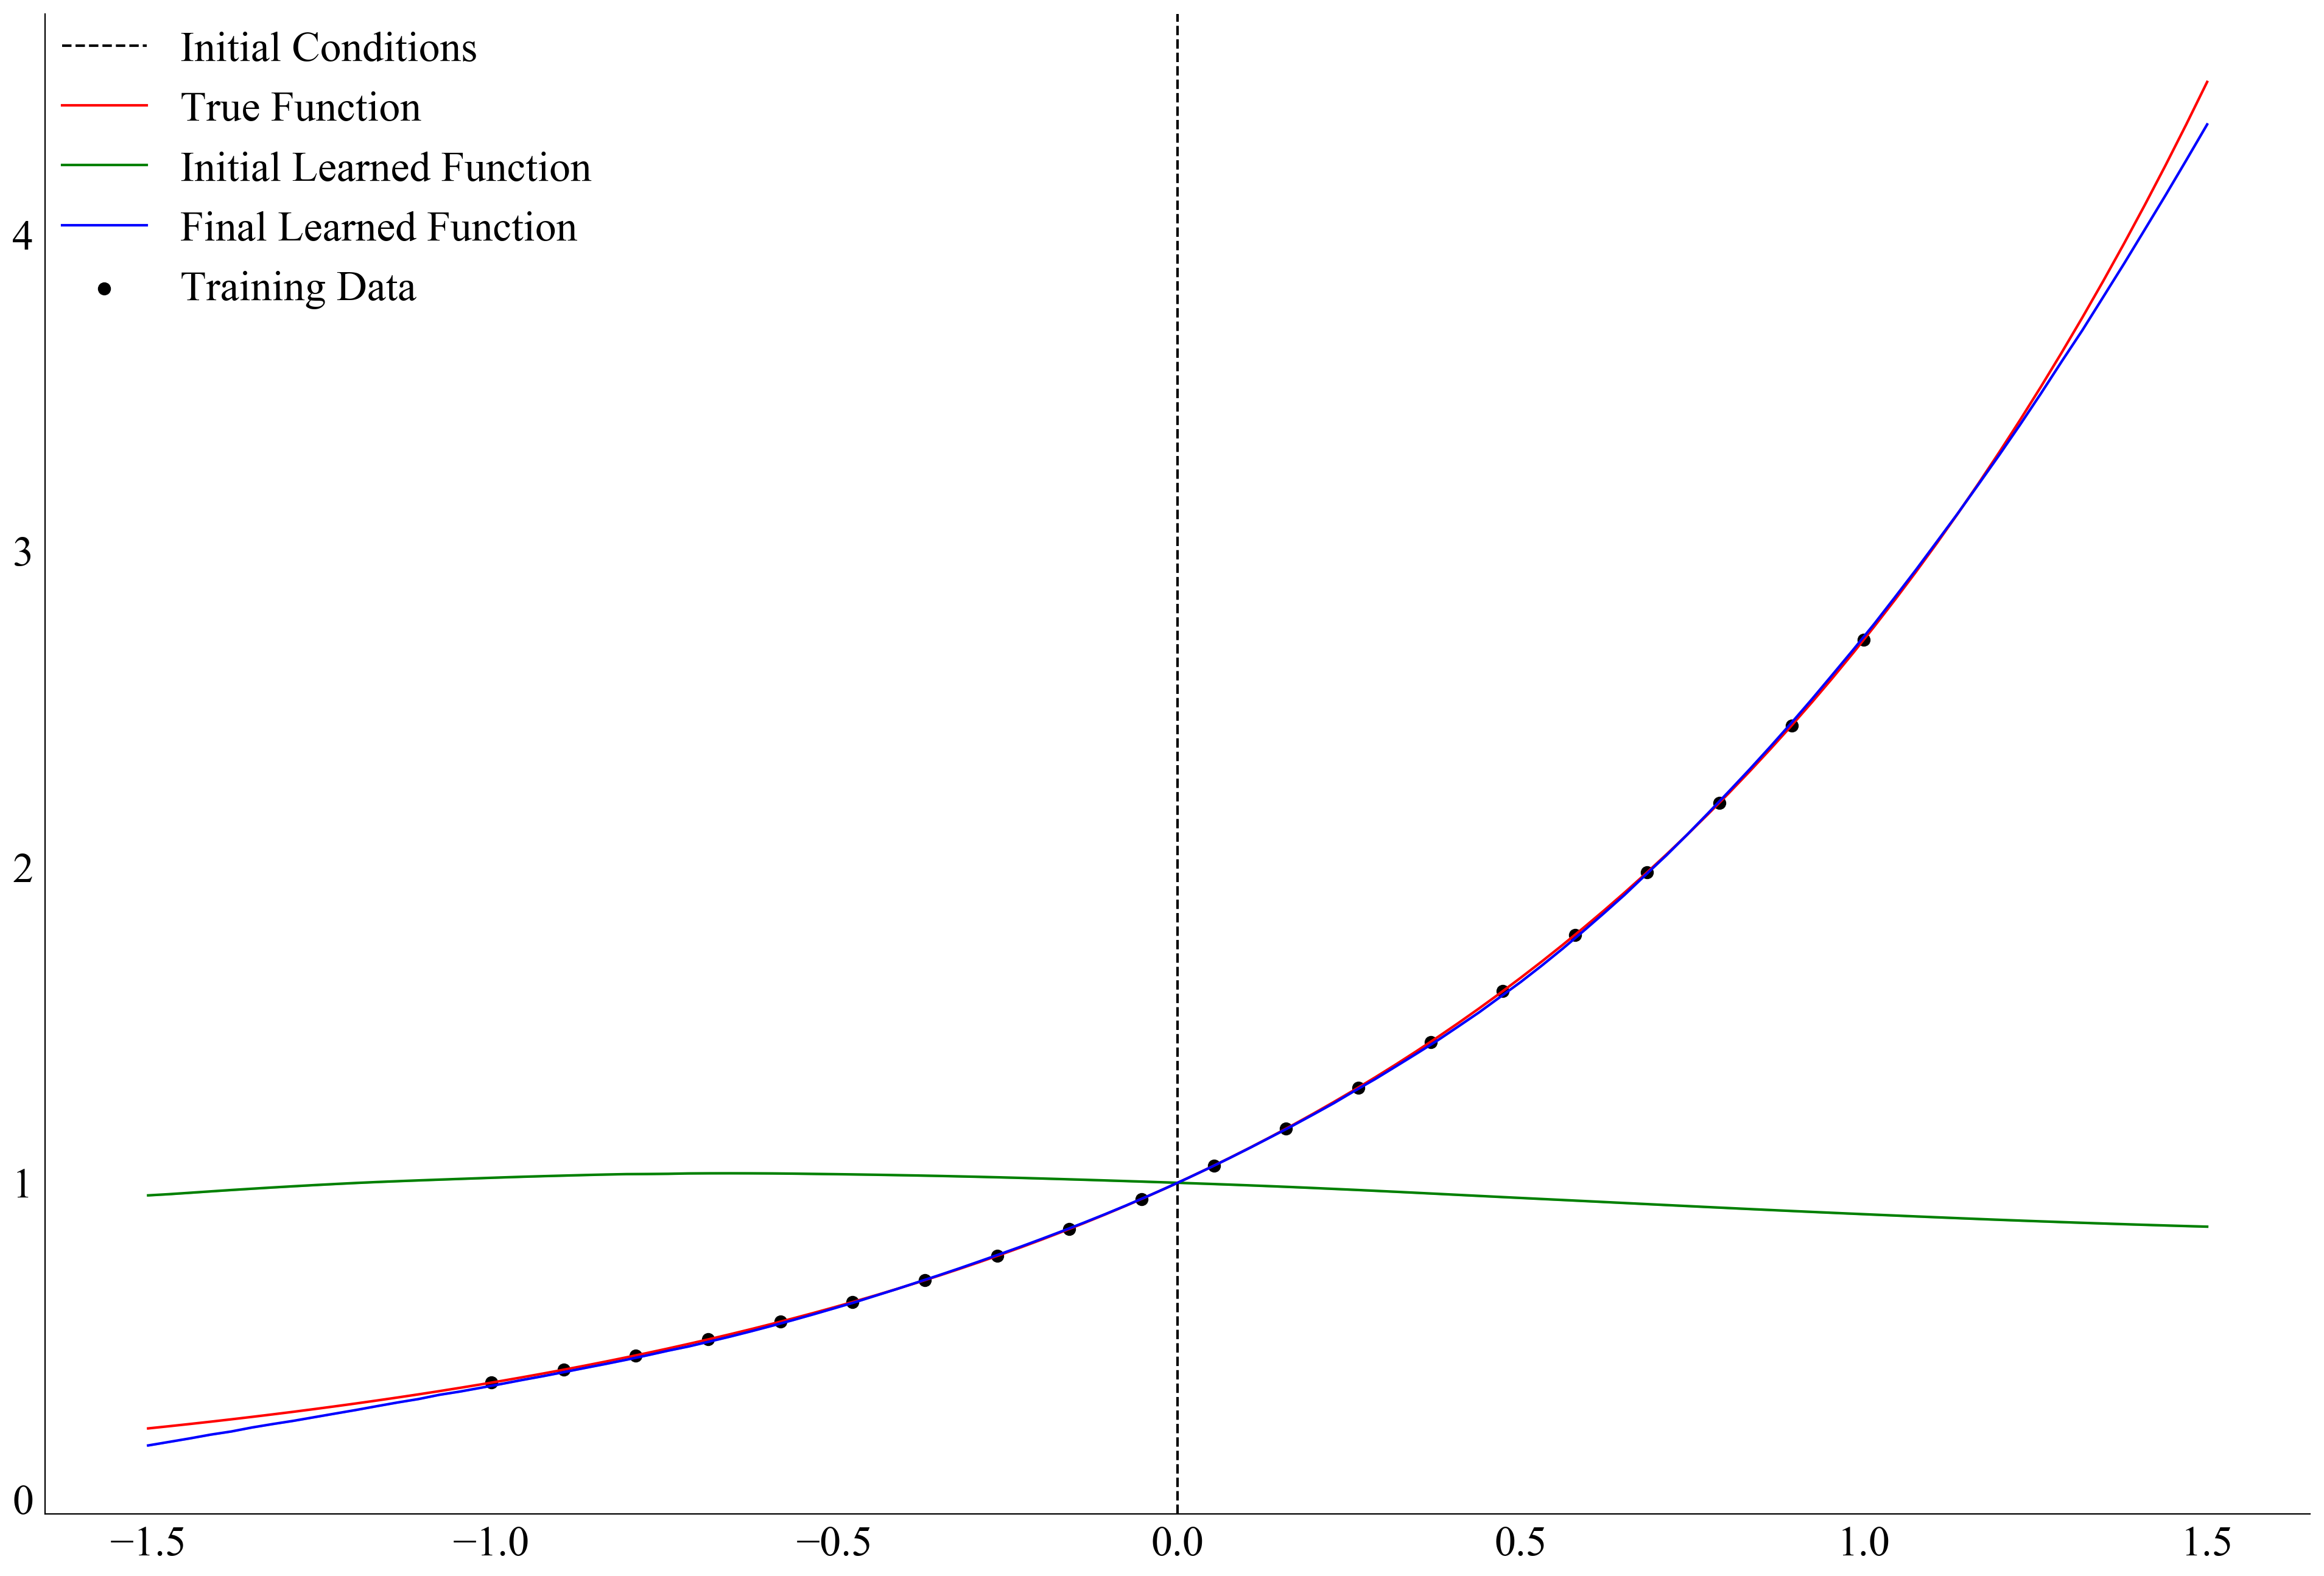 Initial Conditions
True Function
Initial Learned Function
Final Learned Function
Training Data
4
3
2
1
0
−1.5 −1.0 −0.5 0.0 0.5 1.0 1.5